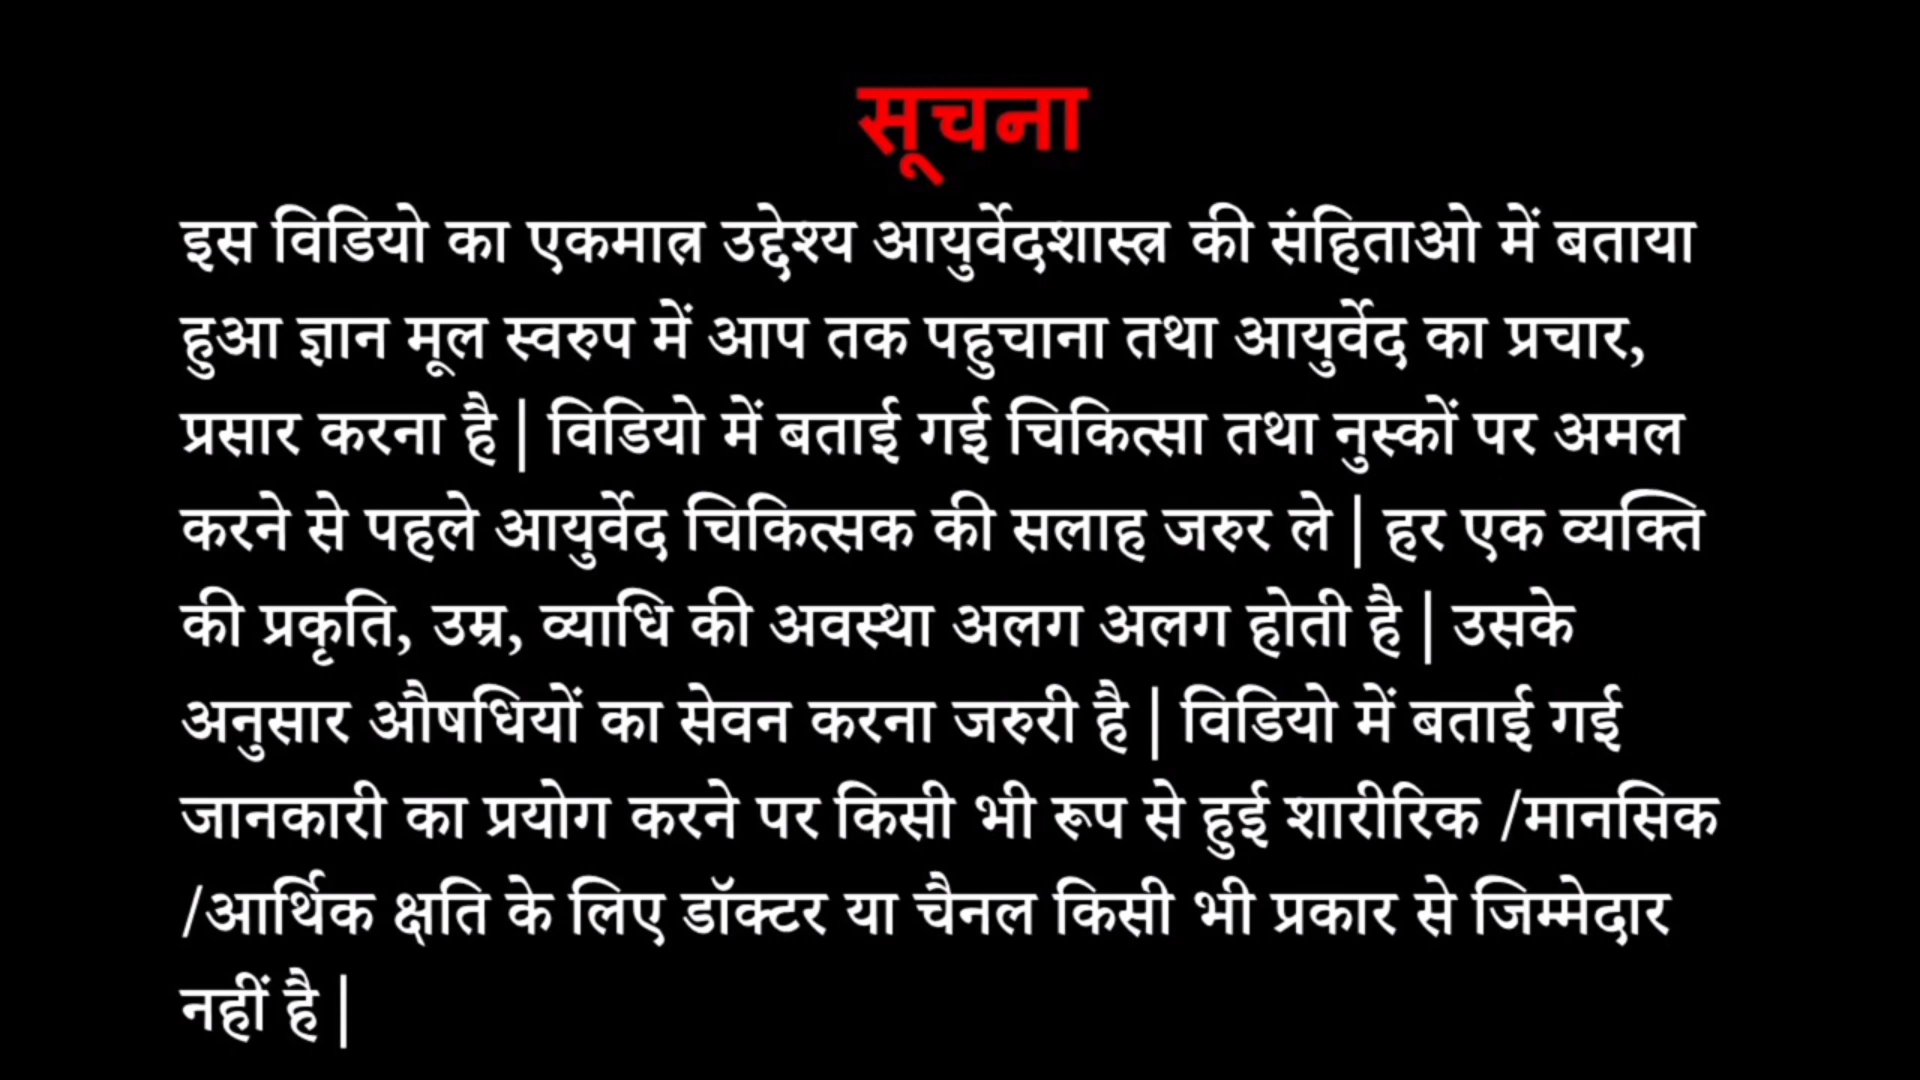 सूचना
इस विडियो का एकमात्र उद्देश्य आयुर्वेदशास्त्र की संहिताओ में बताया
हुआ ज्ञान मूल स्वरुप में आप तक पहुचाना तथा आयुर्वेद का प्रचार,
प्रसार करना है | विडियो में बताई गई चिकित्सा तथा नुस्कों पर अमल
करने से पहले आयुर्वेद चिकित्सक की सलाह जरुर ले | हर एक व्यक्ति
की प्रकृति, उम्र, व्याधि की अवस्था अलग अलग होती है | उसके
अनुसार औषधियों का सेवन करना जरुरी है | विडियो में बताई गई
जानकारी का प्रयोग करने पर किसी भी रूप से हुई शारीरिक /मानसिक
/आर्थिक क्षति के लिए डॉक्टर या चैनल किसी भी प्रकार से जिम्मेदार
नहीं है |